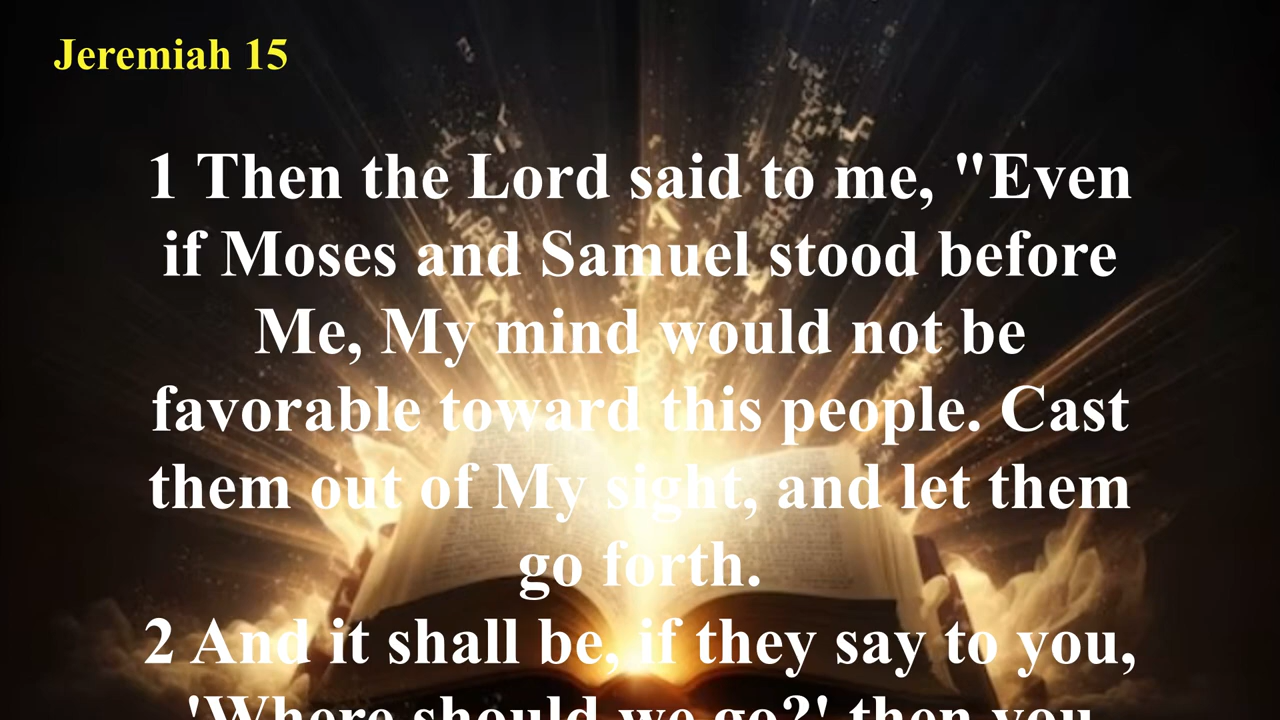 Jeremiah 15
1 Then the Lord said to me, "Even
if Moses and Samuel stood before
Me, My mind would not be
favorable toward this people. Cast
them out of My sight, and let them
go forth.
2 And it shall be, if they say to you,
'Where should we go?' then you